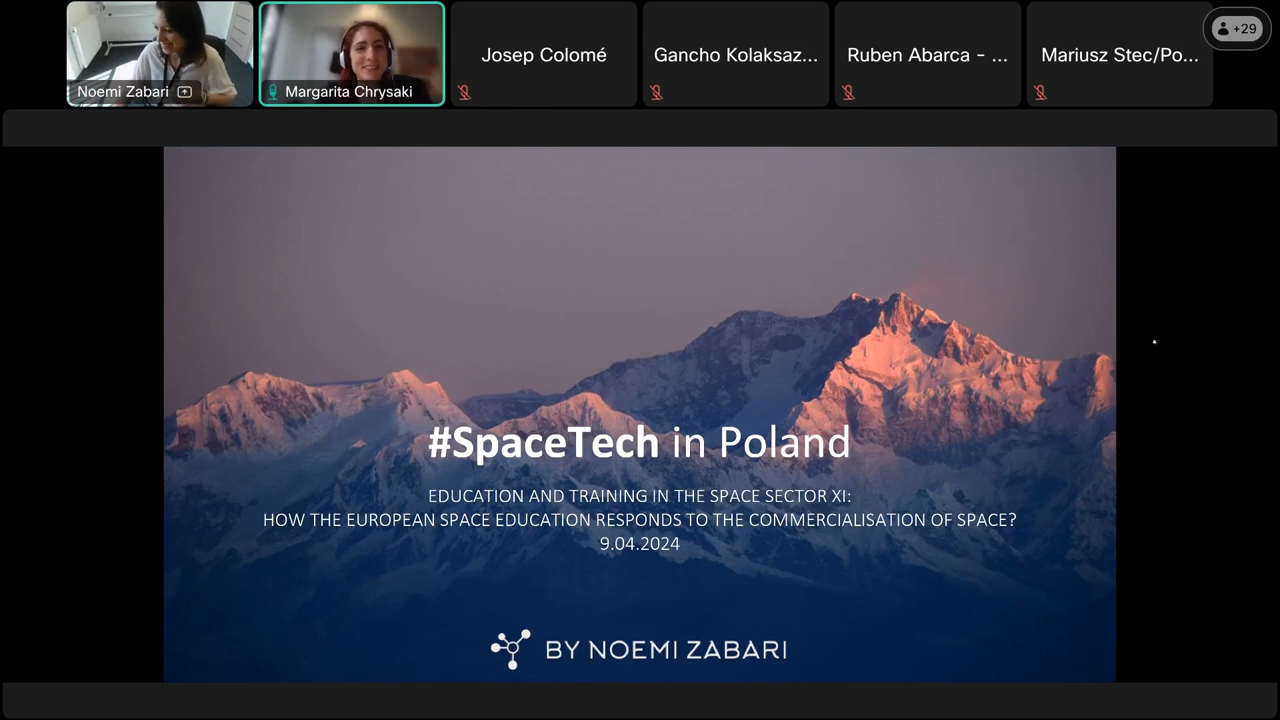 Noemi Zabari
Margarita Chrysaki
Josep Colomé
Gancho Kolaksaz...
Ruben Abarca - ...
Mariusz Stec/Po...
+29
#SpaceTech in Poland
EDUCATION AND TRAINING IN THE SPACE SECTOR XI:
HOW THE EUROPEAN SPACE EDUCATION RESPONDS TO THE COMMERCIALISATION OF SPACE?
9.04.2024
BY NOEMI ZABARI